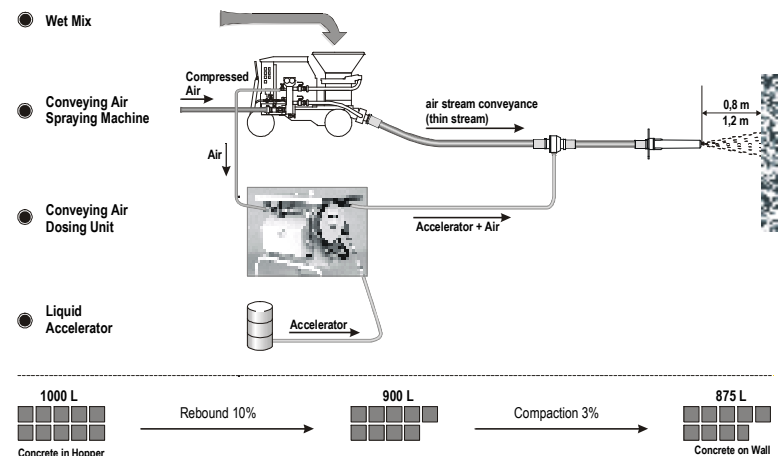 Wet Mix
Compressed
Air
Conveying Air
Spraying Machine
air stream conveyance
(thin stream)
0,8 m
1,2 m
Air
Conveying Air
Dosing Unit
Accelerator + Air
Liquid
Accelerator
Accelerator
1000 L
Rebound 10%
900 L
Compaction 3%
875 L
Concrete in Hopper
Concrete on Wall